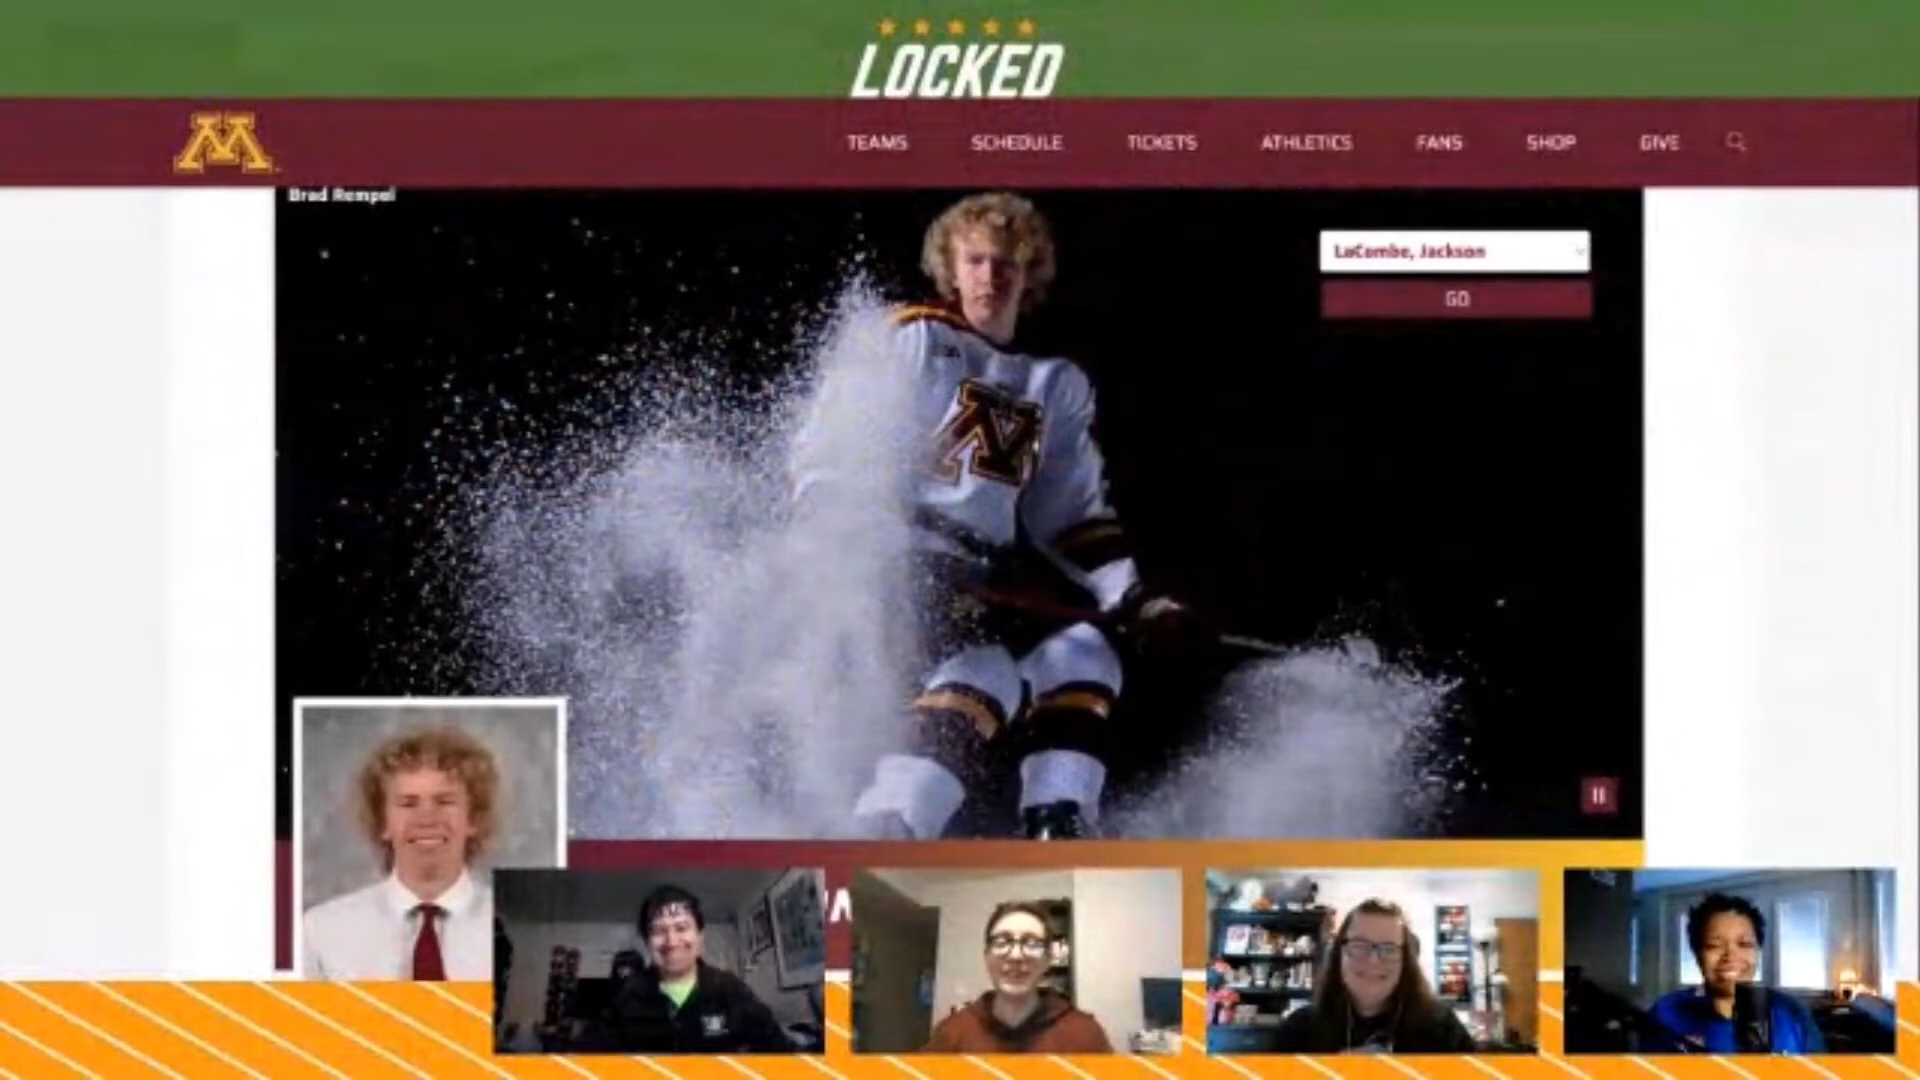 LOCKED
M
TEAMS SCHEDULE TICKETS ATHLETICS FANS SHOP GIVE
Brad Rempel
LaCombe, Jackson
GO
M